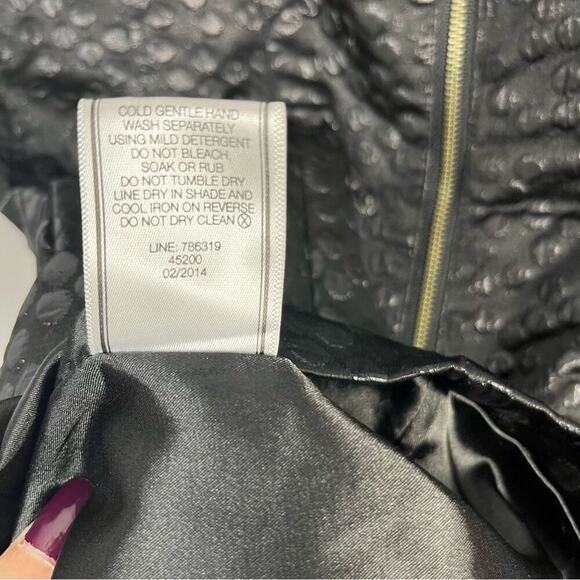 COLD GENTLE HAND
WASH SEPARATELY
USING MILD DETERGENT
DO NOT BLEACH,
SOAK OR RUB
DO NOT TUMBLE DRY
LINE DRY IN SHADE AND
COOL IRON ON REVERSE
DO NOT DRY CLEAN Ⓧ
LINE: 786319
45200
02/2014